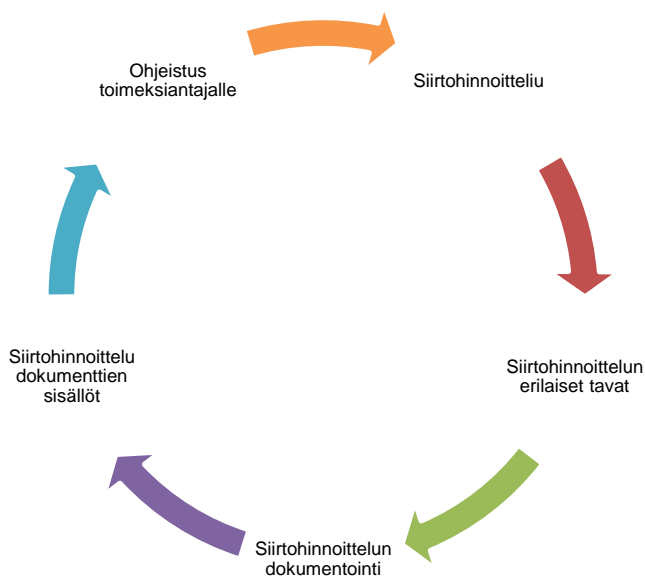 Ohjeistus
toimeksiantajalle
Siirtohinnoitteliu
Siirtohinnoittelun
erilaiset tavat
Siirtohinnoittelun
dokumentointi
Siirtohinnoittelu
dokumenttien
sisällöt